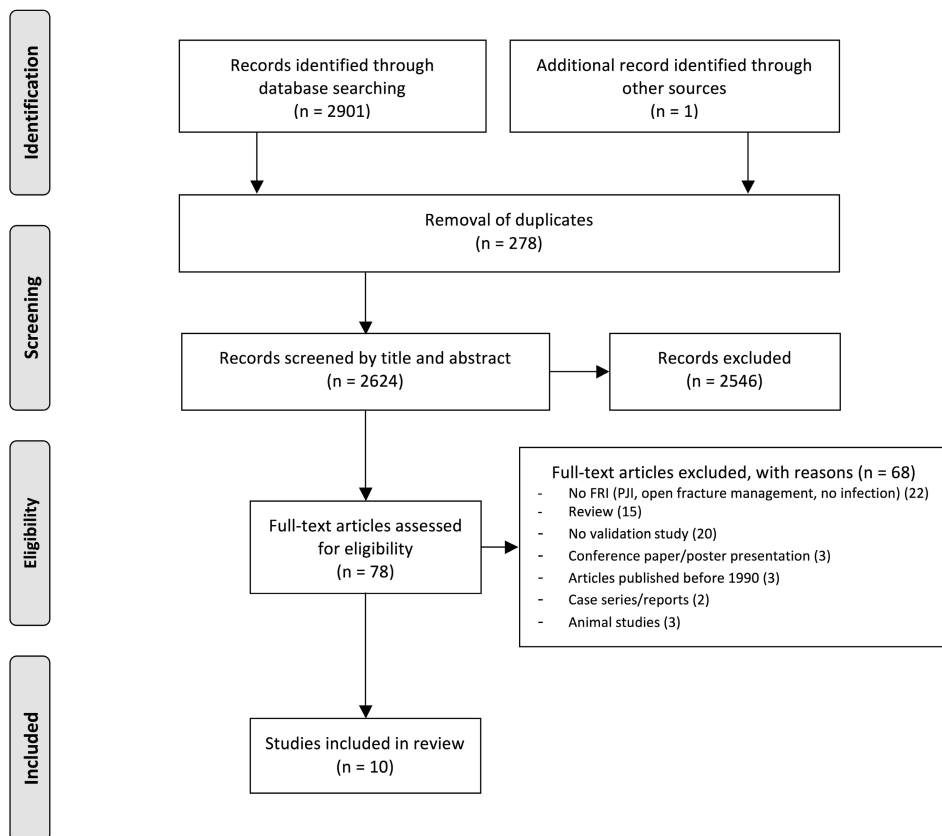 Identification
Records identified through
database searching
(n = 2901)
Additional record identified through
other sources
(n = 1)
Removal of duplicates
(n = 278)
Screening
Records screened by title and abstract
(n = 2624)
Records excluded
(n = 2546)
Eligibility
Full-text articles assessed
for eligibility
(n = 78)
Full-text articles excluded, with reasons (n = 68)
- No FRI (PJI, open fracture management, no infection) (22)
- Review (15)
- No validation study (20)
- Conference paper/poster presentation (3)
- Articles published before 1990 (3)
- Case series/reports (2)
- Animal studies (3)
Included
Studies included in review
(n = 10)